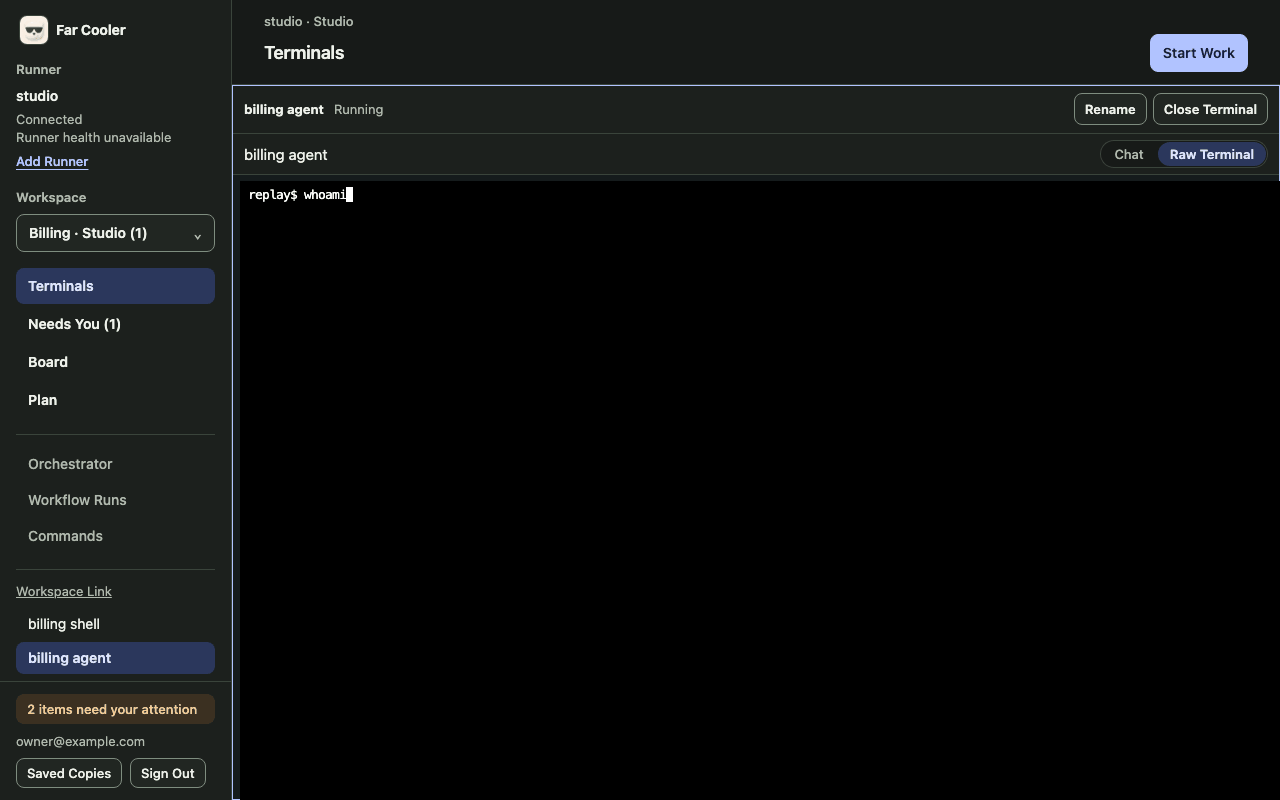 Far Cooler
Runner
studio
Connected
Runner health unavailable
Add Runner
Workspace
Billing · Studio (1)
Terminals
Needs You (1)
Board
Plan
Orchestrator
Workflow Runs
Commands
Workspace Link
billing shell
billing agent
2 items need your attention
owner@example.com
Saved Copies Sign Out
studio · Studio
Terminals
Start Work
billing agent Running
Rename Close Terminal
billing agent
Chat Raw Terminal
replay$ whoami